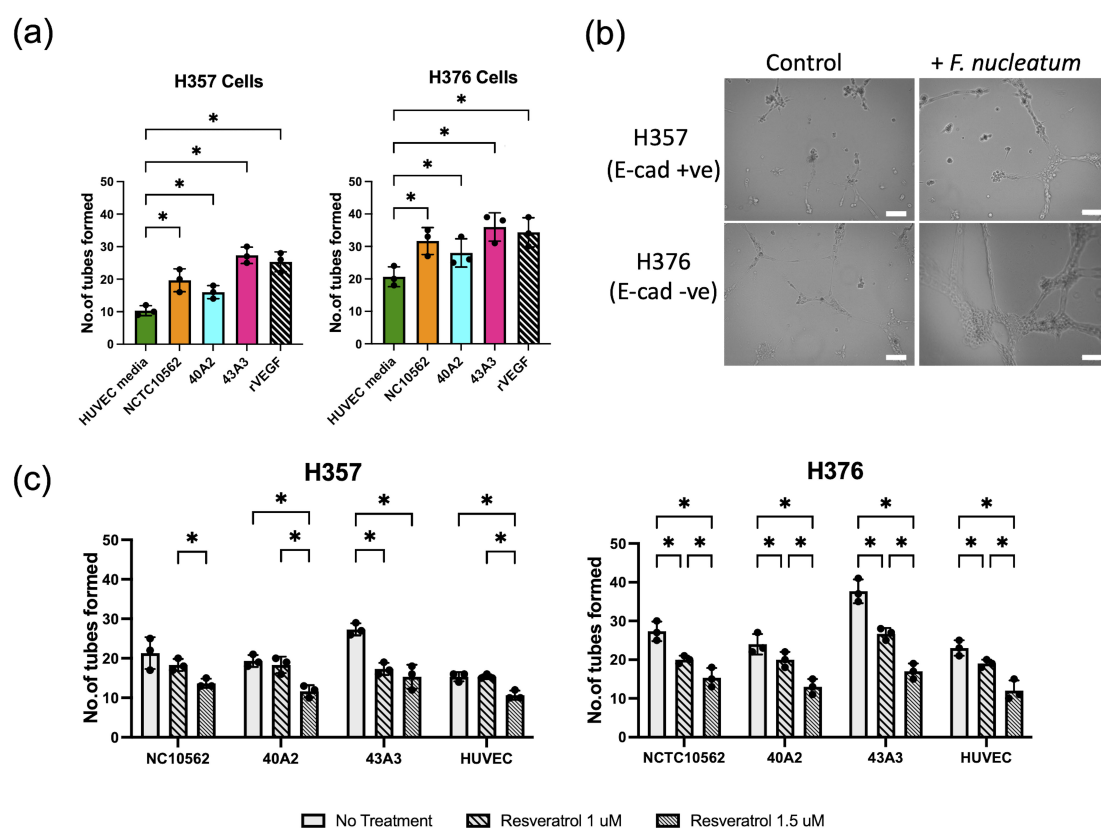 (a)
H357 Cells
*
*
*
*
No.of tubes formed
50
40
30
20
10
0
HUVEC media
NCTC10562
40A2
43A3
rVEGF
H376 Cells
*
*
*
*
No.of tubes formed
50
40
30
20
10
0
HUVEC media
NC10562
40A2
43A3
rVEGF
(b)
Control
+ F. nucleatum
H357
(E-cad +ve)
H376
(E-cad -ve)
(c)
H357
*
*
*
*
*
*
*
No.of tubes formed
50
40
30
20
10
0
NC10562
40A2
43A3
HUVEC
H376
*
*
*
*
*
*
*
*
*
*
*
*
No.of tubes formed
50
40
30
20
10
0
NCTC10562
40A2
43A3
HUVEC
No Treatment
Resveratrol 1 uM
Resveratrol 1.5 uM